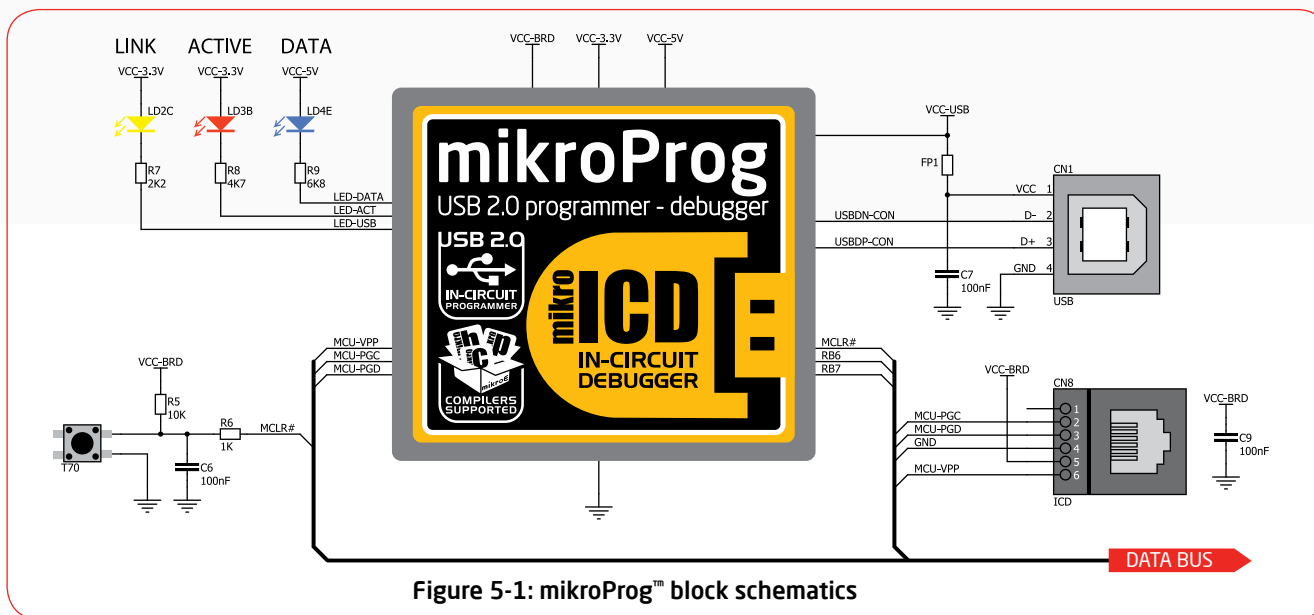 LINK ACTIVE DATA
VCC-3.3V VCC-3.3V VCC-5V
LD2C LD3B LD4E
R7 2K2
R8 4K7
R9 6K8
LED-DATA
LED-ACT
LED-USB
VCC-BRD VCC-3.3V VCC-5V
mikroProg
USB 2.0 programmer - debugger
USB 2.0
IN-CIRCUIT
PROGRAMMER
mikroE
COMPILERS
SUPPORTED
mikro ICD
IN-CIRCUIT
DEBUGGER
VCC-USB
FP1
CN1
VCC 1
USBDN-CON D- 2
USBDP-CON D+ 3
GND 4
USB
C7
100nF
MCU-VPP
MCU-PGC
MCU-PGD
MCLR#
RB6
RB7
VCC-BRD
R5
10K
R6
1K
MCLR#
C6
100nF
T70
VCC-BRD
CN8
1
MCU-PGC 2
MCU-PGD 3
GND 4
5
MCU-VPP 6
ICD
VCC-BRD
C9
100nF
DATA BUS
Figure 5-1: mikroProg™ block schematics